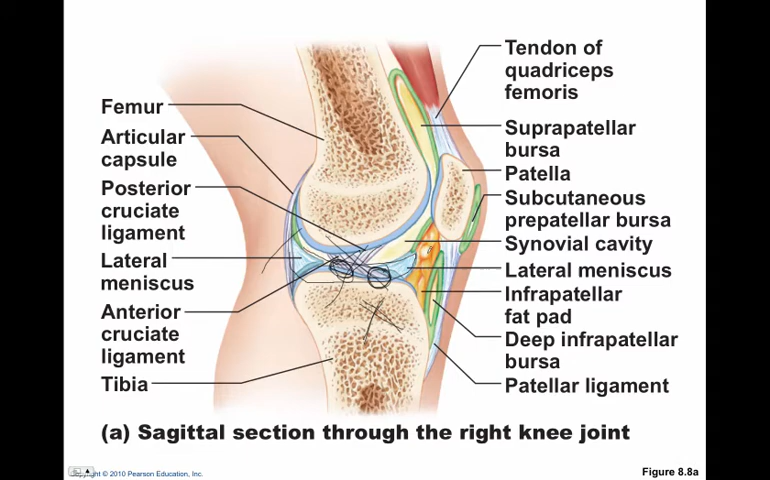 Tendon of
quadriceps
femoris
Femur
Articular
capsule
Suprapatellar
bursa
Patella
Posterior
cruciate
ligament
Subcutaneous
prepatellar bursa
Synovial cavity
Lateral
meniscus
Lateral meniscus
Infrapatellar
fat pad
Anterior
cruciate
ligament
Deep infrapatellar
bursa
Tibia
Patellar ligament
(a) Sagittal section through the right knee joint
© 2010 Pearson Education, Inc.
Figure 8.8a